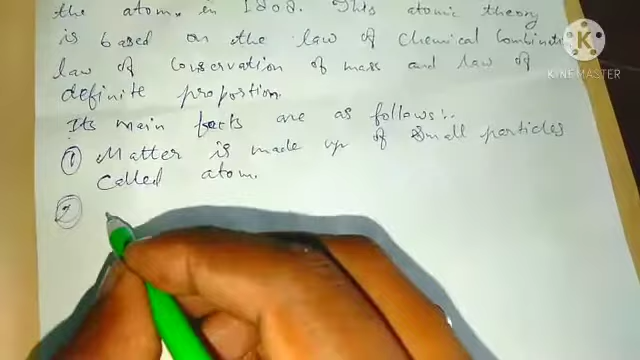 the atom. in 1808. This atomic theory
is based on the law of chemical combinati
law of conservation of mass and law of
definite proportion.
Its main facts are as follows:-
① Matter is made up of small particles
called atom.
②
K
KINEMASTER